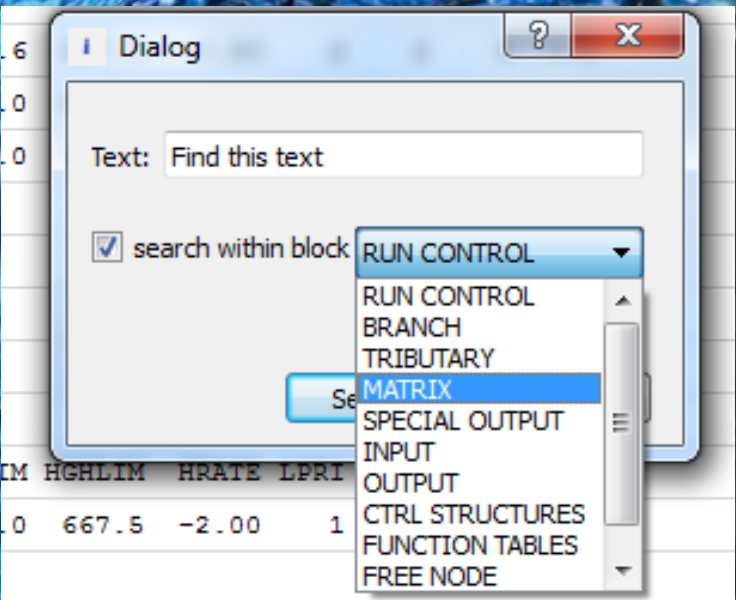 .6
i Dialog ? X
.0
.0
Text: Find this text
search within block RUN CONTROL
RUN CONTROL
BRANCH
TRIBUTARY
MATRIX
SPECIAL OUTPUT
INPUT
OUTPUT
CTRL STRUCTURES
FUNCTION TABLES
FREE NODE
Se
IM HGHLIM HRATE LPRI
.0 667.5 -2.00 1